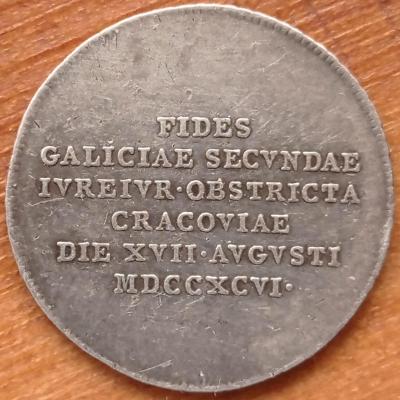 FIDES
GALICIAE SECVNDAE
IVREIVR·OBSTRICTA
CRACOVIAE
DIE XVII·AVGVSTI
MDCCXCVI·